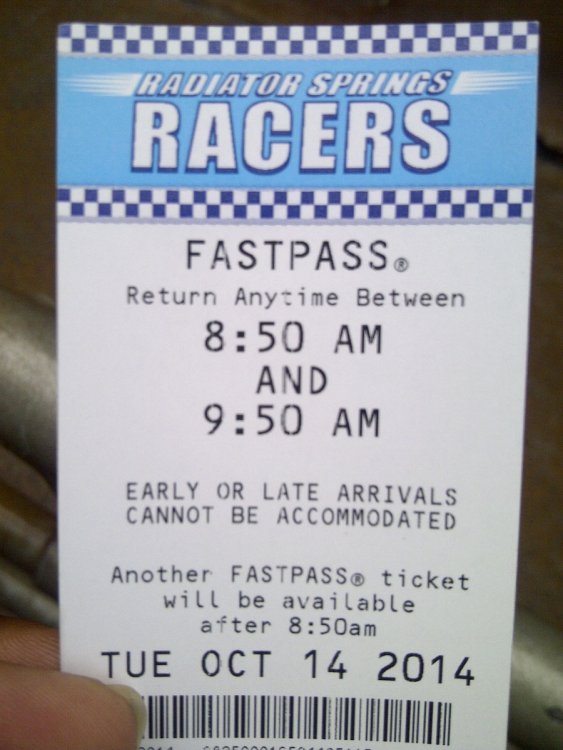 RADIATOR SPRINGS
RACERS
FASTPASS®
Return Anytime Between
8:50 AM
AND
9:50 AM
EARLY OR LATE ARRIVALS
CANNOT BE ACCOMMODATED
Another FASTPASS® ticket
will be available
after 8:50am
TUE OCT 14 2014